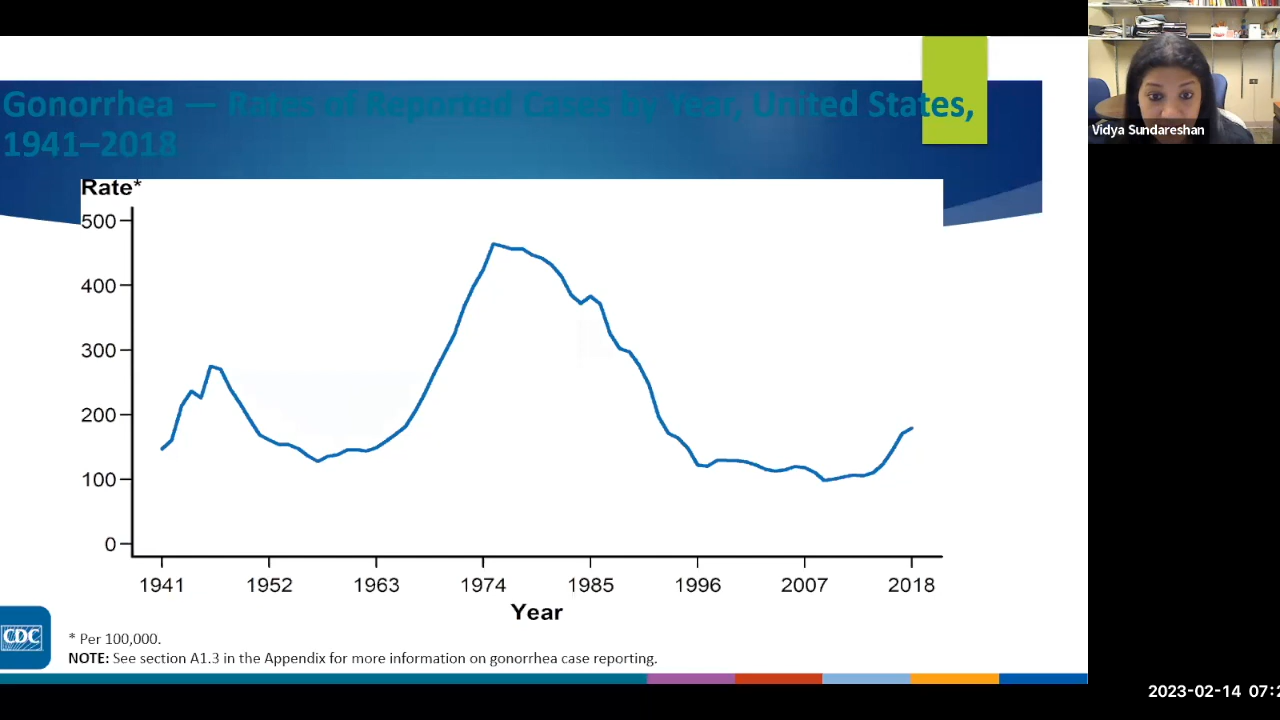 Gonorrhea — Rates of Reported Cases by Year, United States,
1941–2018
Vidya Sundareshan
Rate*
500
400
300
200
100
0
1941 1952 1963 1974 1985 1996 2007 2018
Year
CDC
* Per 100,000.
NOTE: See section A1.3 in the Appendix for more information on gonorrhea case reporting.
2023-02-14 07:2